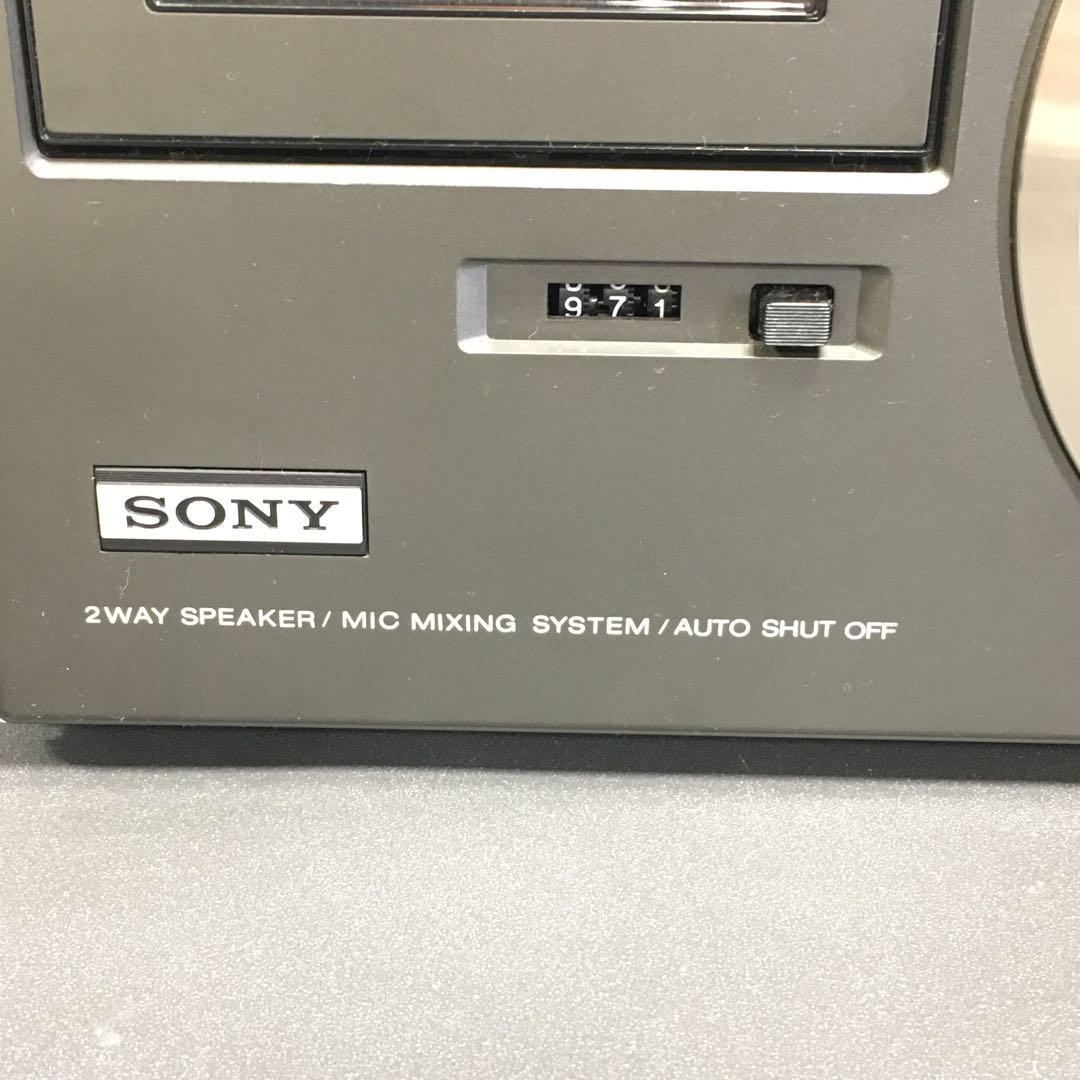 971
SONY
2WAY SPEAKER / MIC MIXING SYSTEM / AUTO SHUT OFF